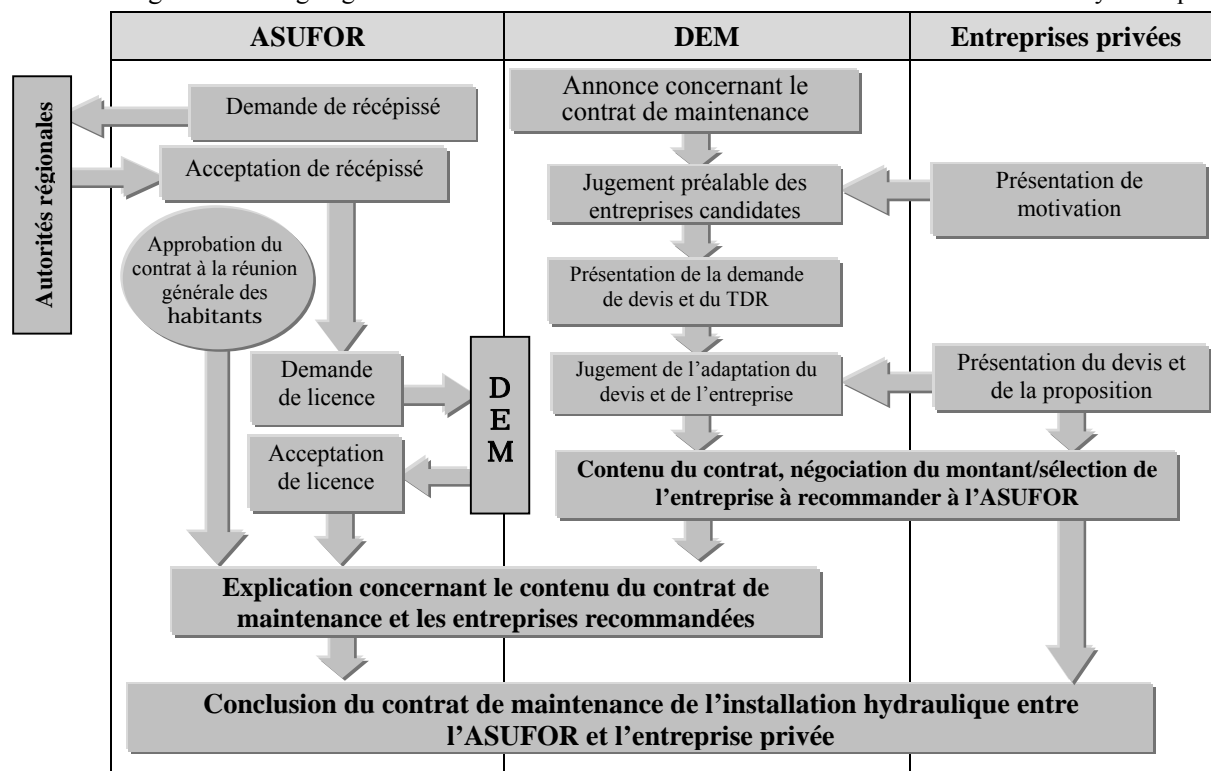 ASUFOR
DEM
Entreprises privées
Autorités régionales
Demande de récépissé
Acceptation de récépissé
Approbation du
contrat à la réunion
générale des
habitants
Demande
de licence
Acceptation
de licence
D
E
M
Annonce concernant le
contrat de maintenance
Jugement préalable des
entreprises candidates
Présentation de
motivation
Présentation de la demande
de devis et du TDR
Jugement de l’adaptation du
devis et de l’entreprise
Présentation du devis et
de la proposition
Contenu du contrat, négociation du montant/sélection de
l’entreprise à recommander à l’ASUFOR
Explication concernant le contenu du contrat de
maintenance et les entreprises recommandées
Conclusion du contrat de maintenance de l’installation hydraulique entre
l’ASUFOR et l’entreprise privée